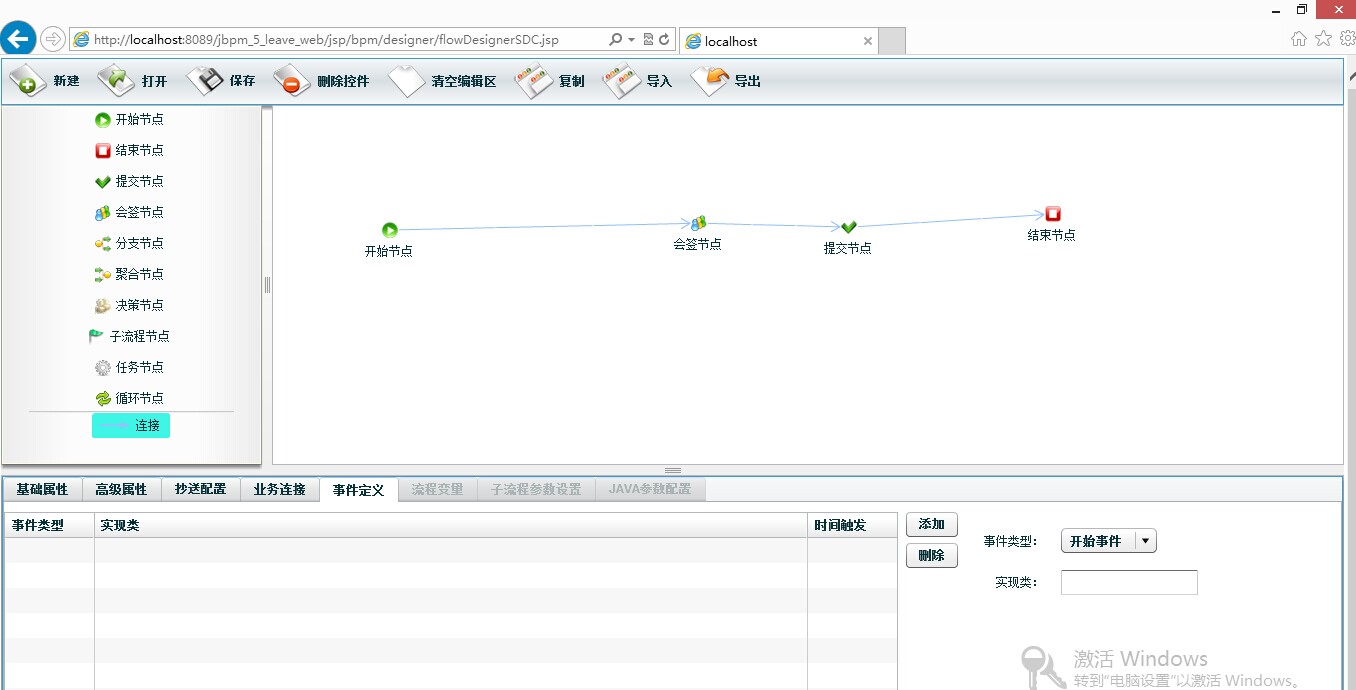 http://localhost:8089/jbpm_5_leave_web/jsp/bpm/designer/flowDesignerSDC.jsp
localhost
新建 打开 保存 删除控件 清空编辑区 复制 导入 导出
开始节点
结束节点
提交节点
会签节点
分支节点
聚合节点
决策节点
子流程节点
任务节点
循环节点
连接
开始节点 会签节点 提交节点 结束节点
基础属性 高级属性 抄送配置 业务连接 事件定义 流程变量 子流程参数设置 JAVA参数配置
事件类型 实现类 时间触发
添加
删除
事件类型: 开始事件
实现类:
激活 Windows
转到"电脑设置"以激活 Windows。